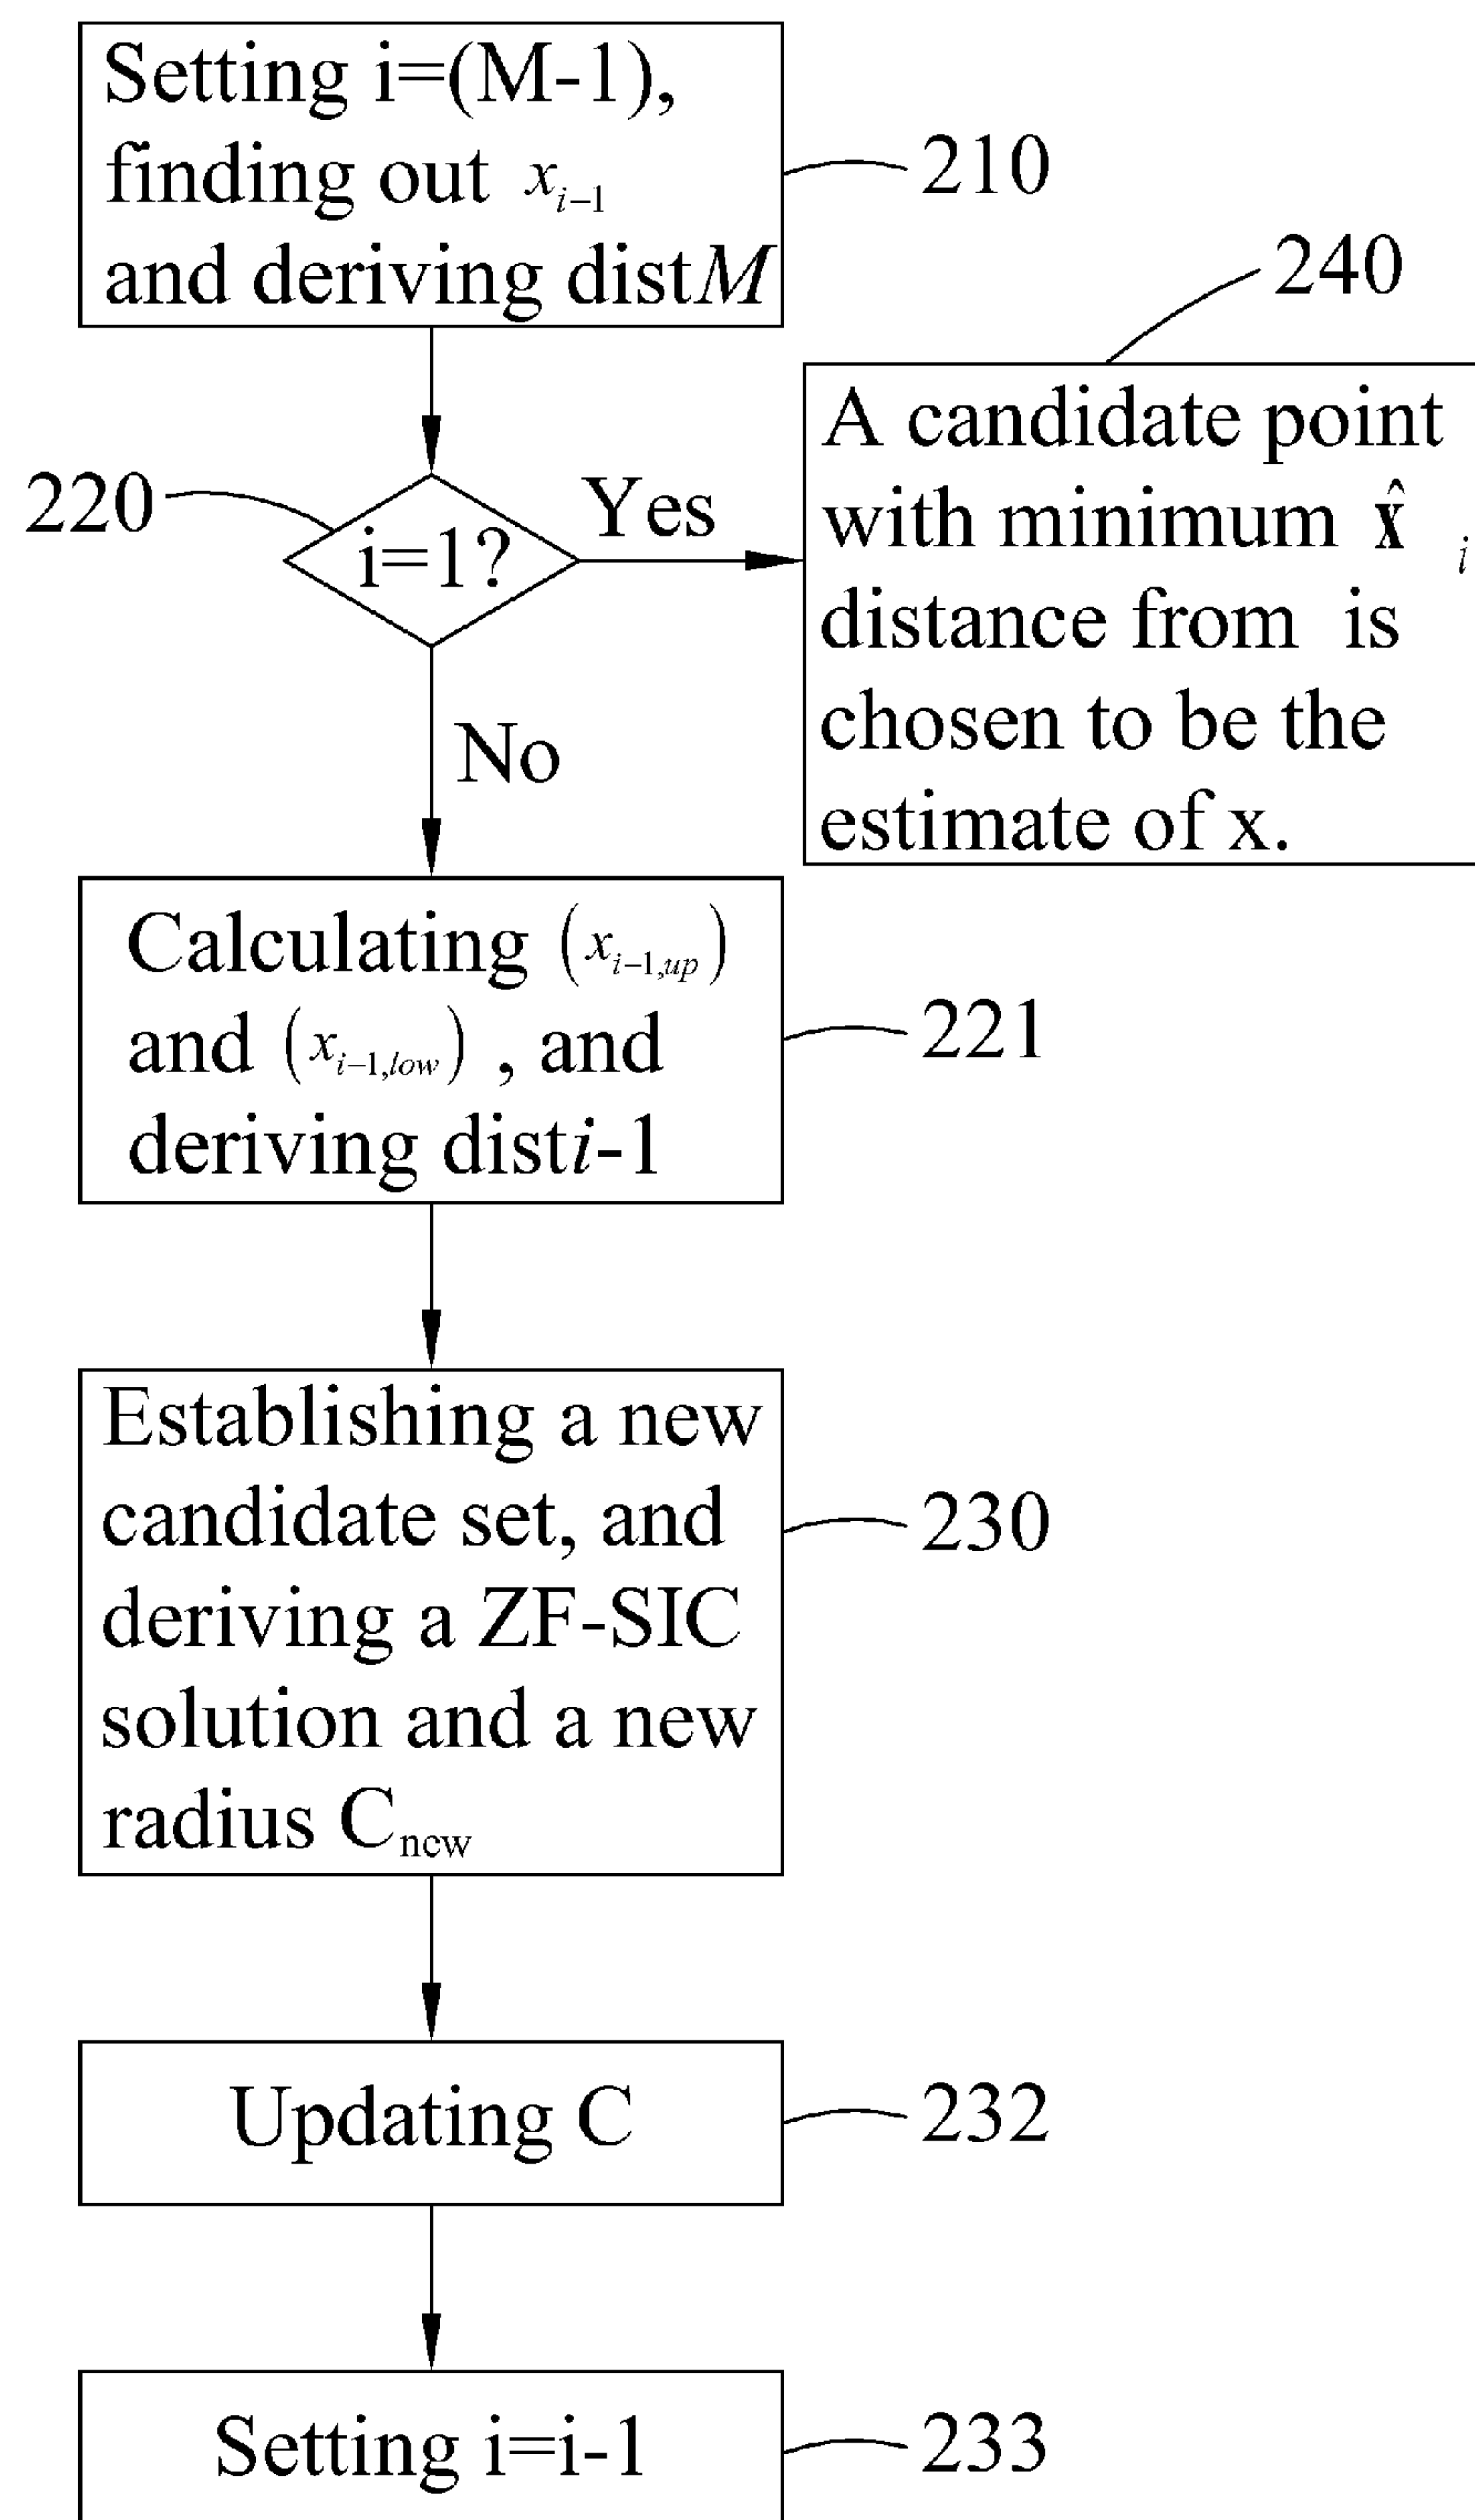 Setting i=(M-1),
finding out x_{i-1}
and deriving distM
210
240
220
i=1?
Yes
A candidate point
with minimum x̂ i
distance from is
chosen to be the
estimate of x.
No
Calculating (x_{i-1,up})
and (x_{i-1,low}) , and
deriving disti-1
221
Establishing a new
candidate set, and
deriving a ZF-SIC
solution and a new
radius C_{new}
230
Updating C
232
Setting i=i-1
233